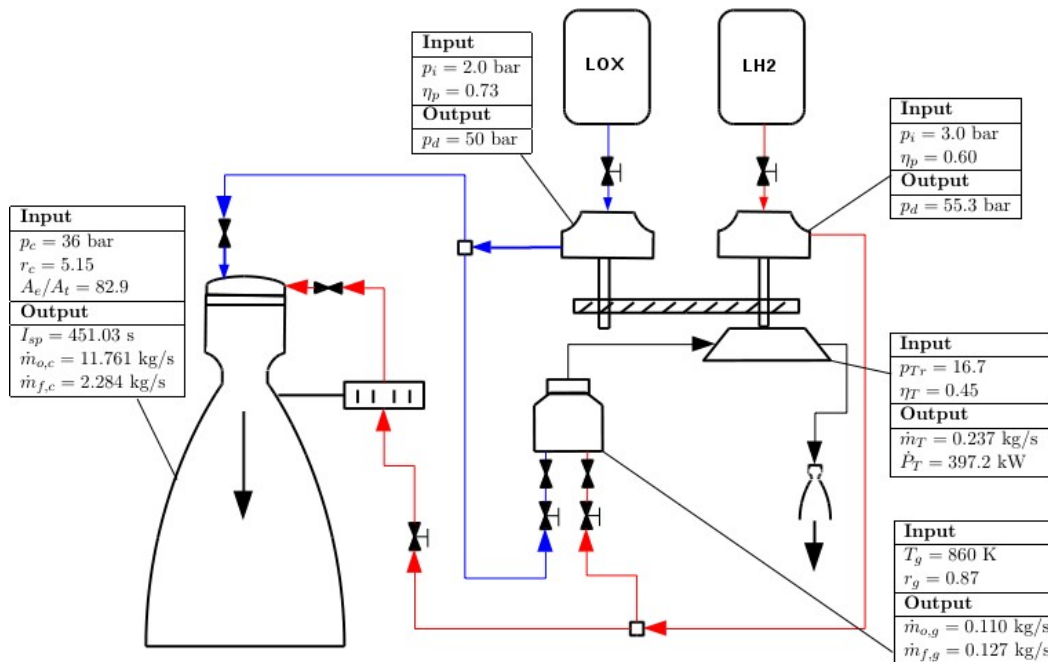 LOX
LH2
Input
p_i = 2.0 bar
η_p = 0.73
Output
p_d = 50 bar
Input
p_i = 3.0 bar
η_p = 0.60
Output
p_d = 55.3 bar
Input
p_c = 36 bar
r_c = 5.15
A_e/A_t = 82.9
Output
I_sp = 451.03 s
ṁ_o,c = 11.761 kg/s
ṁ_f,c = 2.284 kg/s
Input
p_Tr = 16.7
η_T = 0.45
Output
ṁ_T = 0.237 kg/s
Ṗ_T = 397.2 kW
Input
T_g = 860 K
r_g = 0.87
Output
ṁ_o,g = 0.110 kg/s
ṁ_f,g = 0.127 kg/s